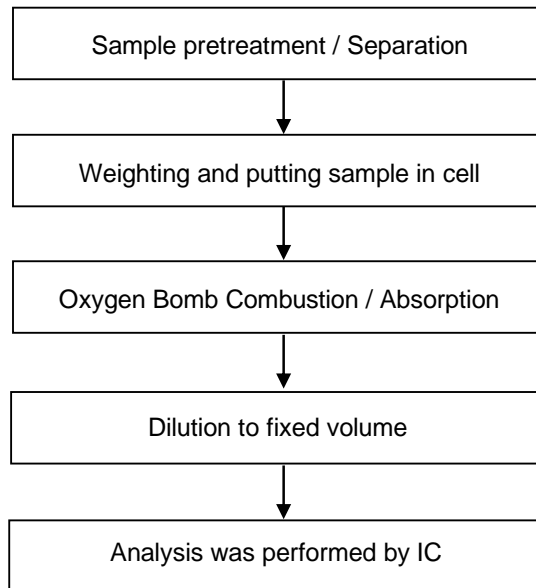 Sample pretreatment / Separation
Weighting and putting sample in cell
Oxygen Bomb Combustion / Absorption
Dilution to fixed volume
Analysis was performed by IC